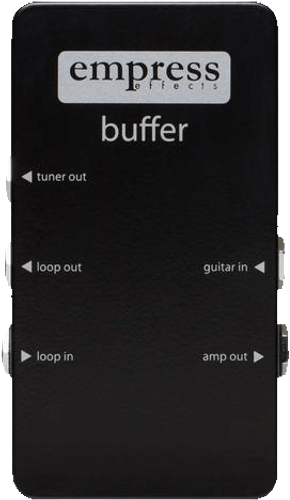 empress
effects
buffer
tuner out
loop out
guitar in
loop in
amp out